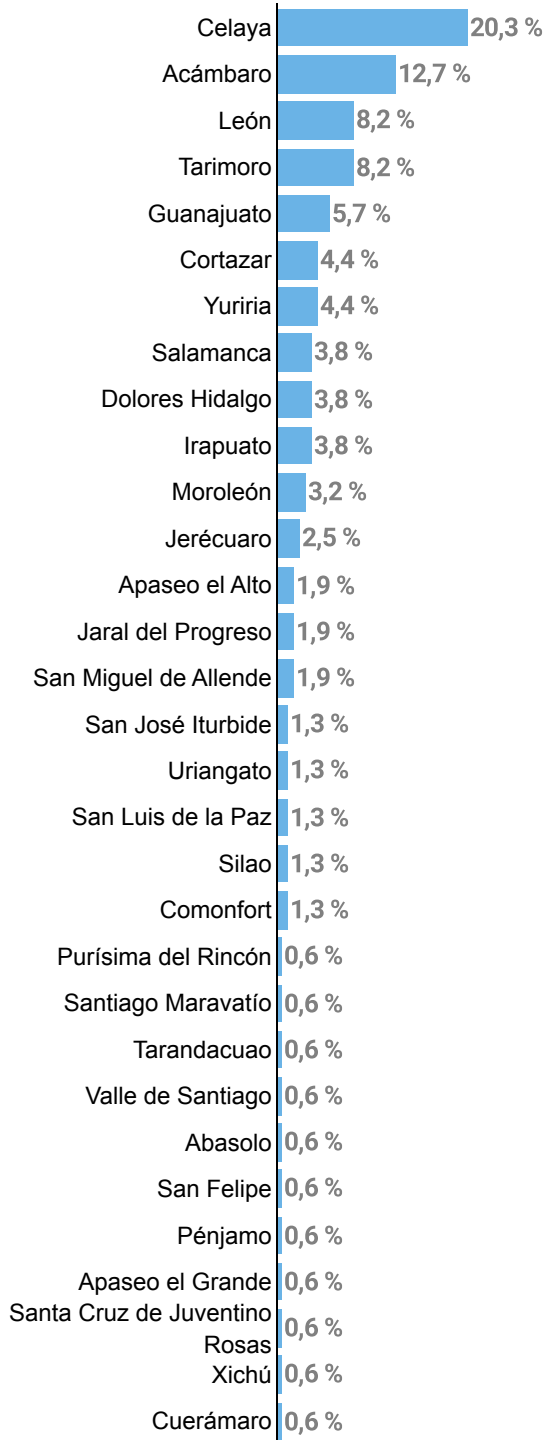 Celaya 20,3 %
Acámbaro 12,7 %
León 8,2 %
Tarimoro 8,2 %
Guanajuato 5,7 %
Cortazar 4,4 %
Yuriria 4,4 %
Salamanca 3,8 %
Dolores Hidalgo 3,8 %
Irapuato 3,8 %
Moroleón 3,2 %
Jerécuaro 2,5 %
Apaseo el Alto 1,9 %
Jaral del Progreso 1,9 %
San Miguel de Allende 1,9 %
San José Iturbide 1,3 %
Uriangato 1,3 %
San Luis de la Paz 1,3 %
Silao 1,3 %
Comonfort 1,3 %
Purísima del Rincón 0,6 %
Santiago Maravatío 0,6 %
Tarandacuao 0,6 %
Valle de Santiago 0,6 %
Abasolo 0,6 %
San Felipe 0,6 %
Pénjamo 0,6 %
Apaseo el Grande 0,6 %
Santa Cruz de Juventino
Rosas 0,6 %
Xichú 0,6 %
Cuerámaro 0,6 %